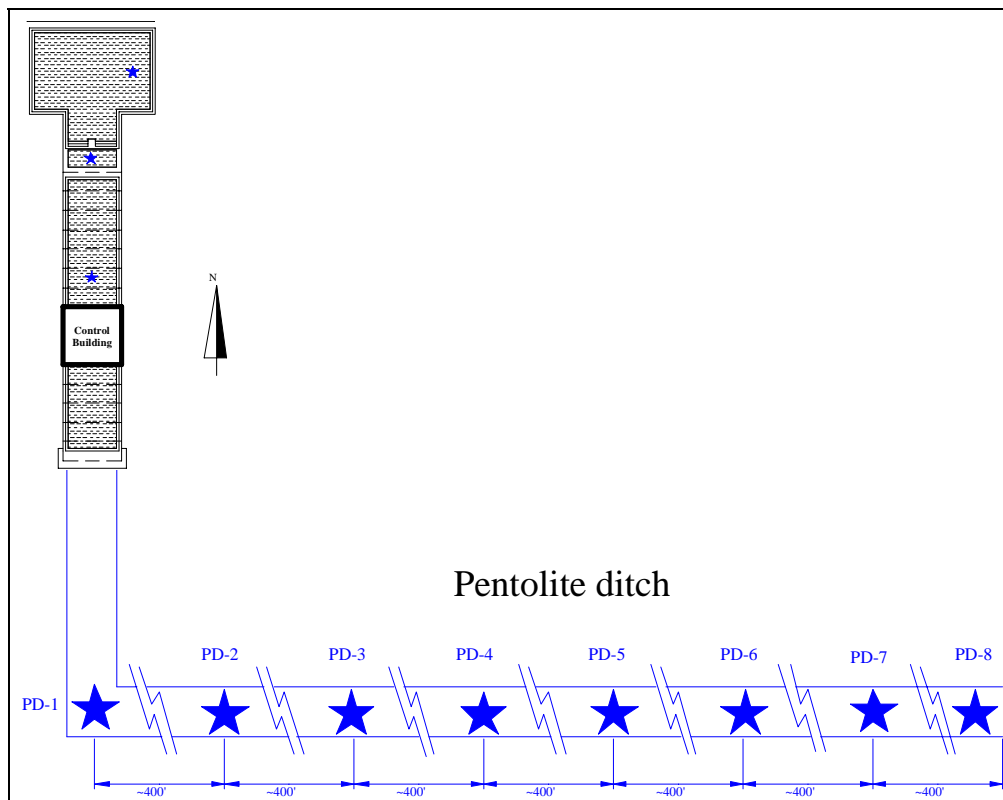 N
Control
Building
Pentolite ditch
PD-1
PD-2
PD-3
PD-4
PD-5
PD-6
PD-7
PD-8
~400'
~400'
~400'
~400'
~400'
~400'
~400'